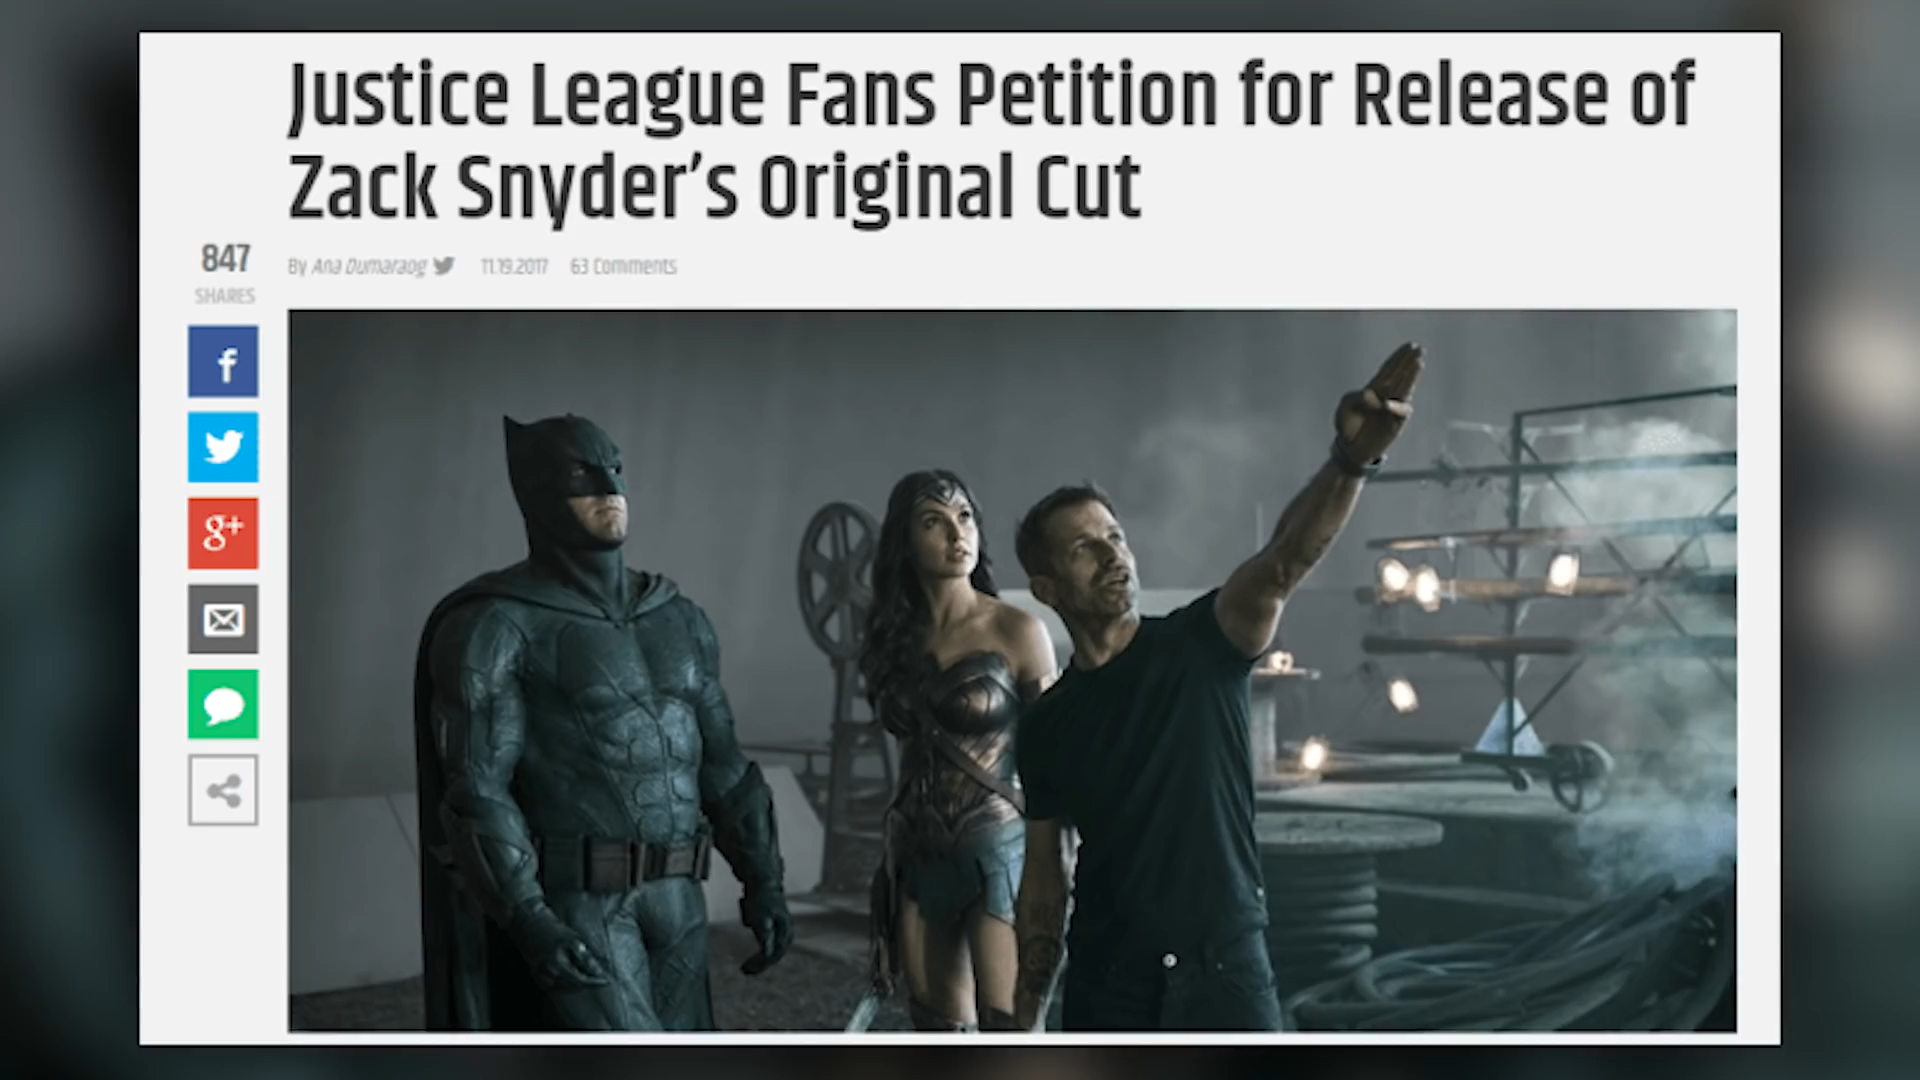 Justice League Fans Petition for Release of
Zack Snyder's Original Cut
847
SHARES
By Ana Dumaraog 11.19.2017 63 Comments
f
g+